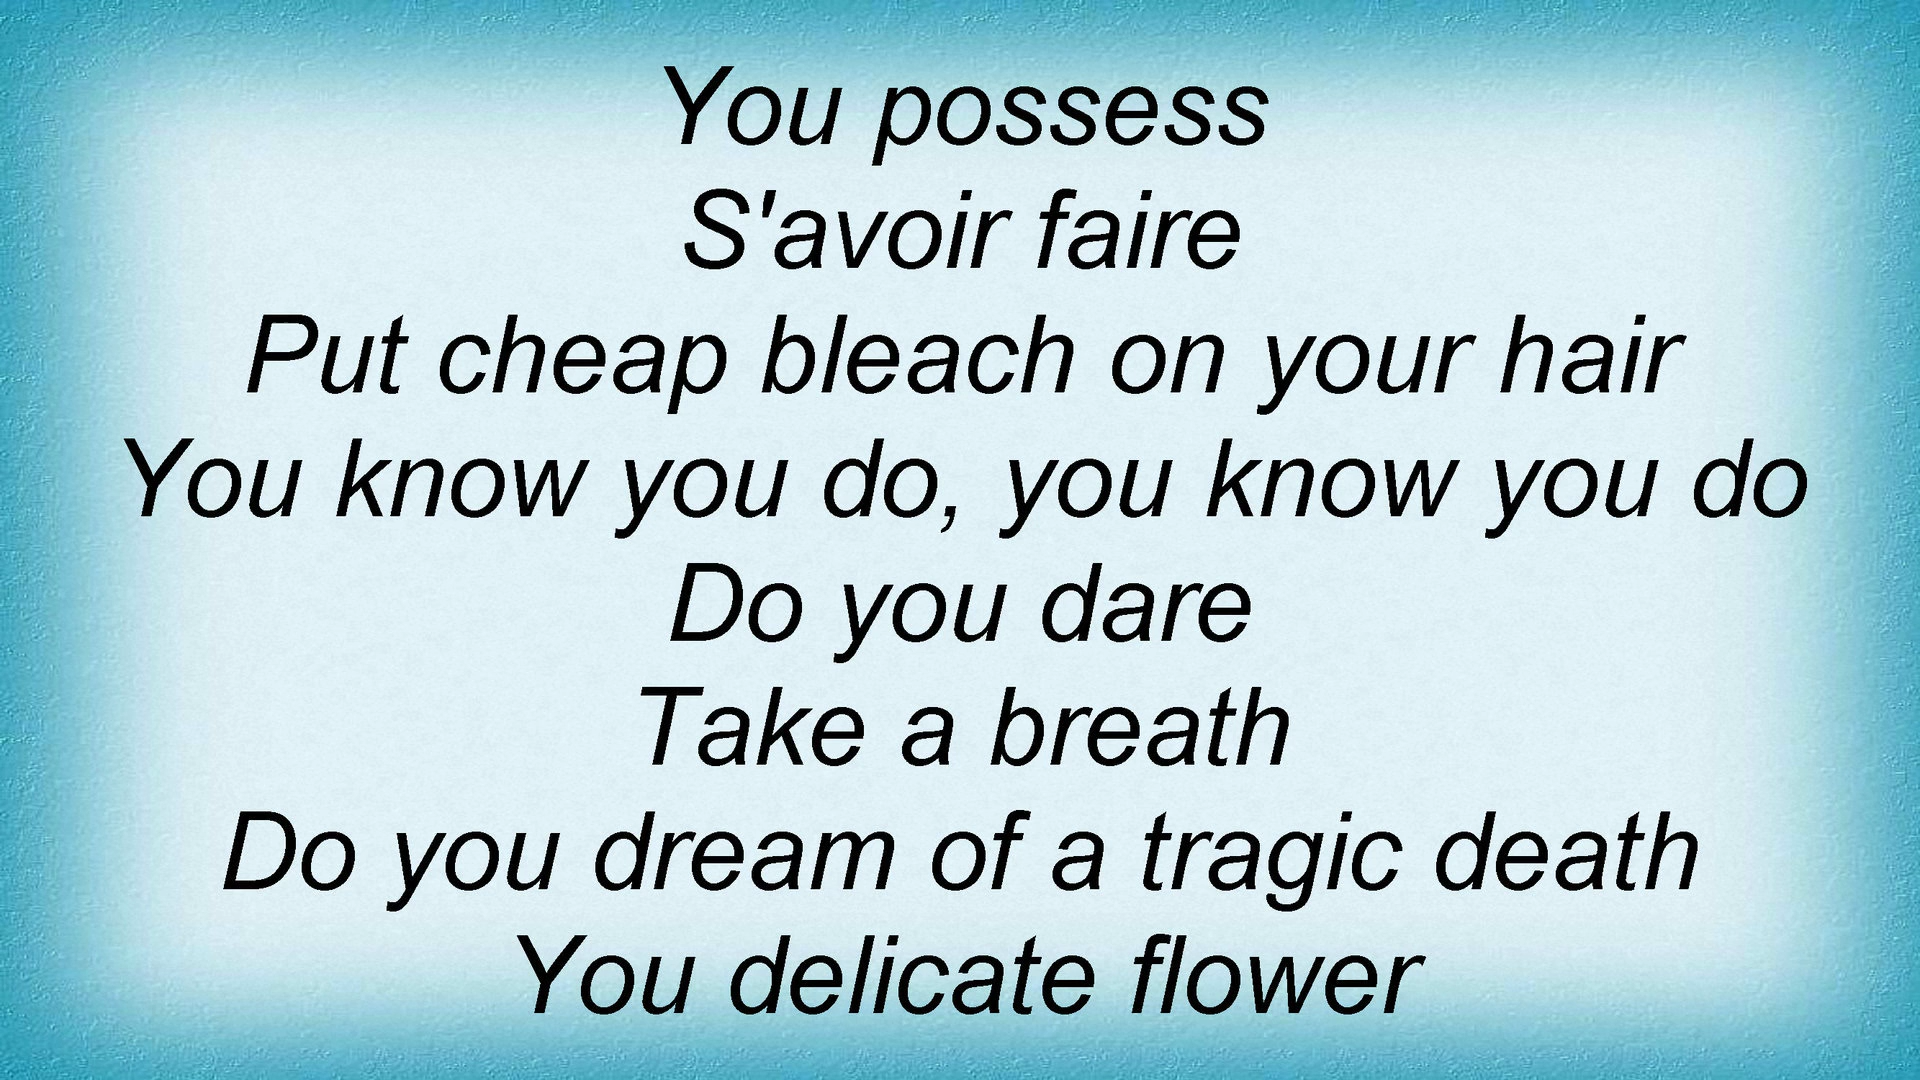 You possess
S'avoir faire
Put cheap bleach on your hair
You know you do, you know you do
Do you dare
Take a breath
Do you dream of a tragic death
You delicate flower